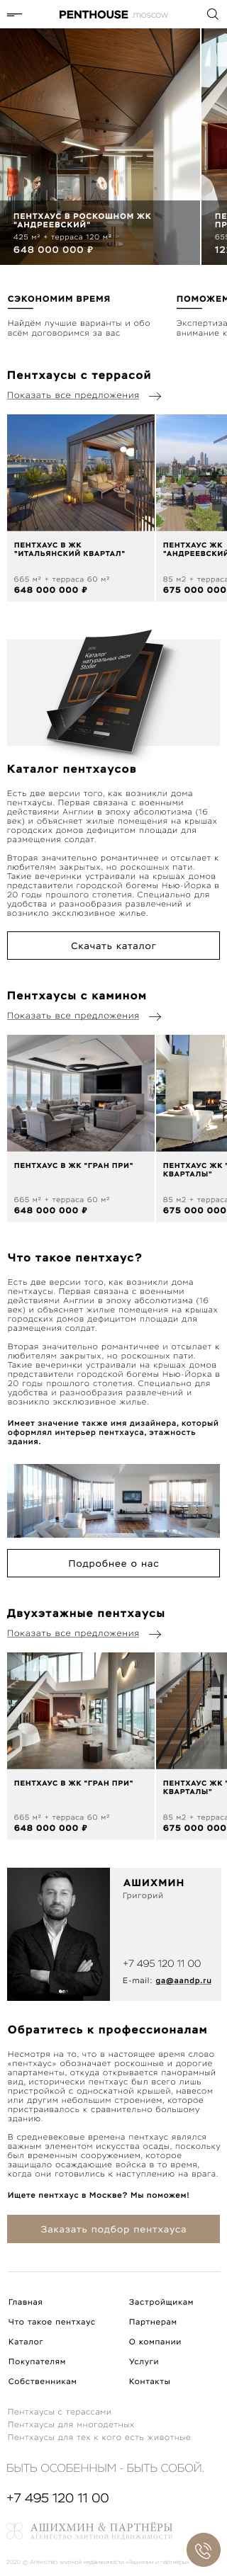 PENTHOUSE /moscow
ПЕНТХАУС В РОСКОШНОМ ЖК
"АНДРЕЕВСКИЙ"
425 м² + терраса 120 м²
648 000 000 ₽
СЭКОНОМИМ ВРЕМЯ
Найдём лучшие варианты и обо
всём договоримся за вас
ПОМОЖЕМ
Экспертиза
внимание к
Пентхаусы с террасой
Показать все предложения
ПЕНТХАУС В ЖК
"ИТАЛЬЯНСКИЙ КВАРТАЛ"
665 м² + терраса 60 м²
648 000 000 ₽
ПЕНТХАУС ЖК
"АНДРЕЕВСКИЙ
85 м2 + терраса
675 000 000
Каталог
натуральных окон
Stoller
Каталог пентхаусов
Есть две версии того, как возникли дома
пентхаусы. Первая связана с военными
действиями Англии в эпоху абсолютизма (16
век) и объясняет жилые помещения на крышах
городских домов дефицитом площади для
размещения солдат.
Вторая значительно романтичнее и отсылает к
любителям закрытых, но роскошных пати.
Такие вечеринки устраивали на крышах домов
представители городской богемы Нью-Йорка в
20 годы прошлого столетия. Специально для
удобства и разнообразия развлечений и
возникло эксклюзивное жилье.
Скачать каталог
Пентхаусы с камином
Показать все предложения
ПЕНТХАУС В ЖК "ГРАН ПРИ"
665 м² + терраса 60 м²
648 000 000 ₽
ПЕНТХАУС ЖК "
КВАРТАЛЫ"
85 м2 + терраса
675 000 000
Что такое пентхаус?
Есть две версии того, как возникли дома
пентхаусы. Первая связана с военными
действиями Англии в эпоху абсолютизма (16
век) и объясняет жилые помещения на крышах
городских домов дефицитом площади для
размещения солдат.
Вторая значительно романтичнее и отсылает к
любителям закрытых, но роскошных пати.
Такие вечеринки устраивали на крышах домов
представители городской богемы Нью-Йорка в
20 годы прошлого столетия. Специально для
удобства и разнообразия развлечений и
возникло эксклюзивное жилье.
Имеет значение также имя дизайнера, который
оформлял интерьер пентхауса, этажность
здания.
Подробнее о нас
Двухэтажные пентхаусы
Показать все предложения
ПЕНТХАУС В ЖК "ГРАН ПРИ"
665 м² + терраса 60 м²
648 000 000 ₽
ПЕНТХАУС ЖК "
КВАРТАЛЫ"
85 м2 + терраса
675 000 000
АШИХМИН
Григорий
+7 495 120 11 00
E-mail: ga@aandp.ru
Обратитесь к профессионалам
Несмотря на то, что в настоящее время слово
«пентхаус» обозначает роскошные и дорогие
апартаменты, откуда открывается панорамный
вид, исторически пентхаус был всего лишь
пристройкой с односкатной крышей, навесом
или другим небольшим строением, которое
пристраивалось к сравнительно большому
зданию.
В средневековые времена пентхаус являлся
важным элементом искусства осады, поскольку
был временным сооружением, которое
защищало осаждающие войска в то время,
когда они готовились к наступлению на врага.
Ищете пентхаус в Москве? Мы поможем!
Заказать подбор пентхауса
Главная
Что такое пентхаус
Каталог
Покупателям
Собственникам
Застройщикам
Партнерам
О компании
Услуги
Контакты
Пентхаусы с террасами
Пентхаусы для многодетных
Пентхаусы для тех к кого есть животные
БЫТЬ ОСОБЕННЫМ - БЫТЬ СОБОЙ.
+7 495 120 11 00
АШИХМИН & ПАРТНЁРЫ
АГЕНТСТВО ЭЛИТНОЙ НЕДВИЖИМОСТИ
2020 © Агентство элитной недвижимости «Ашихмин и партнёры»